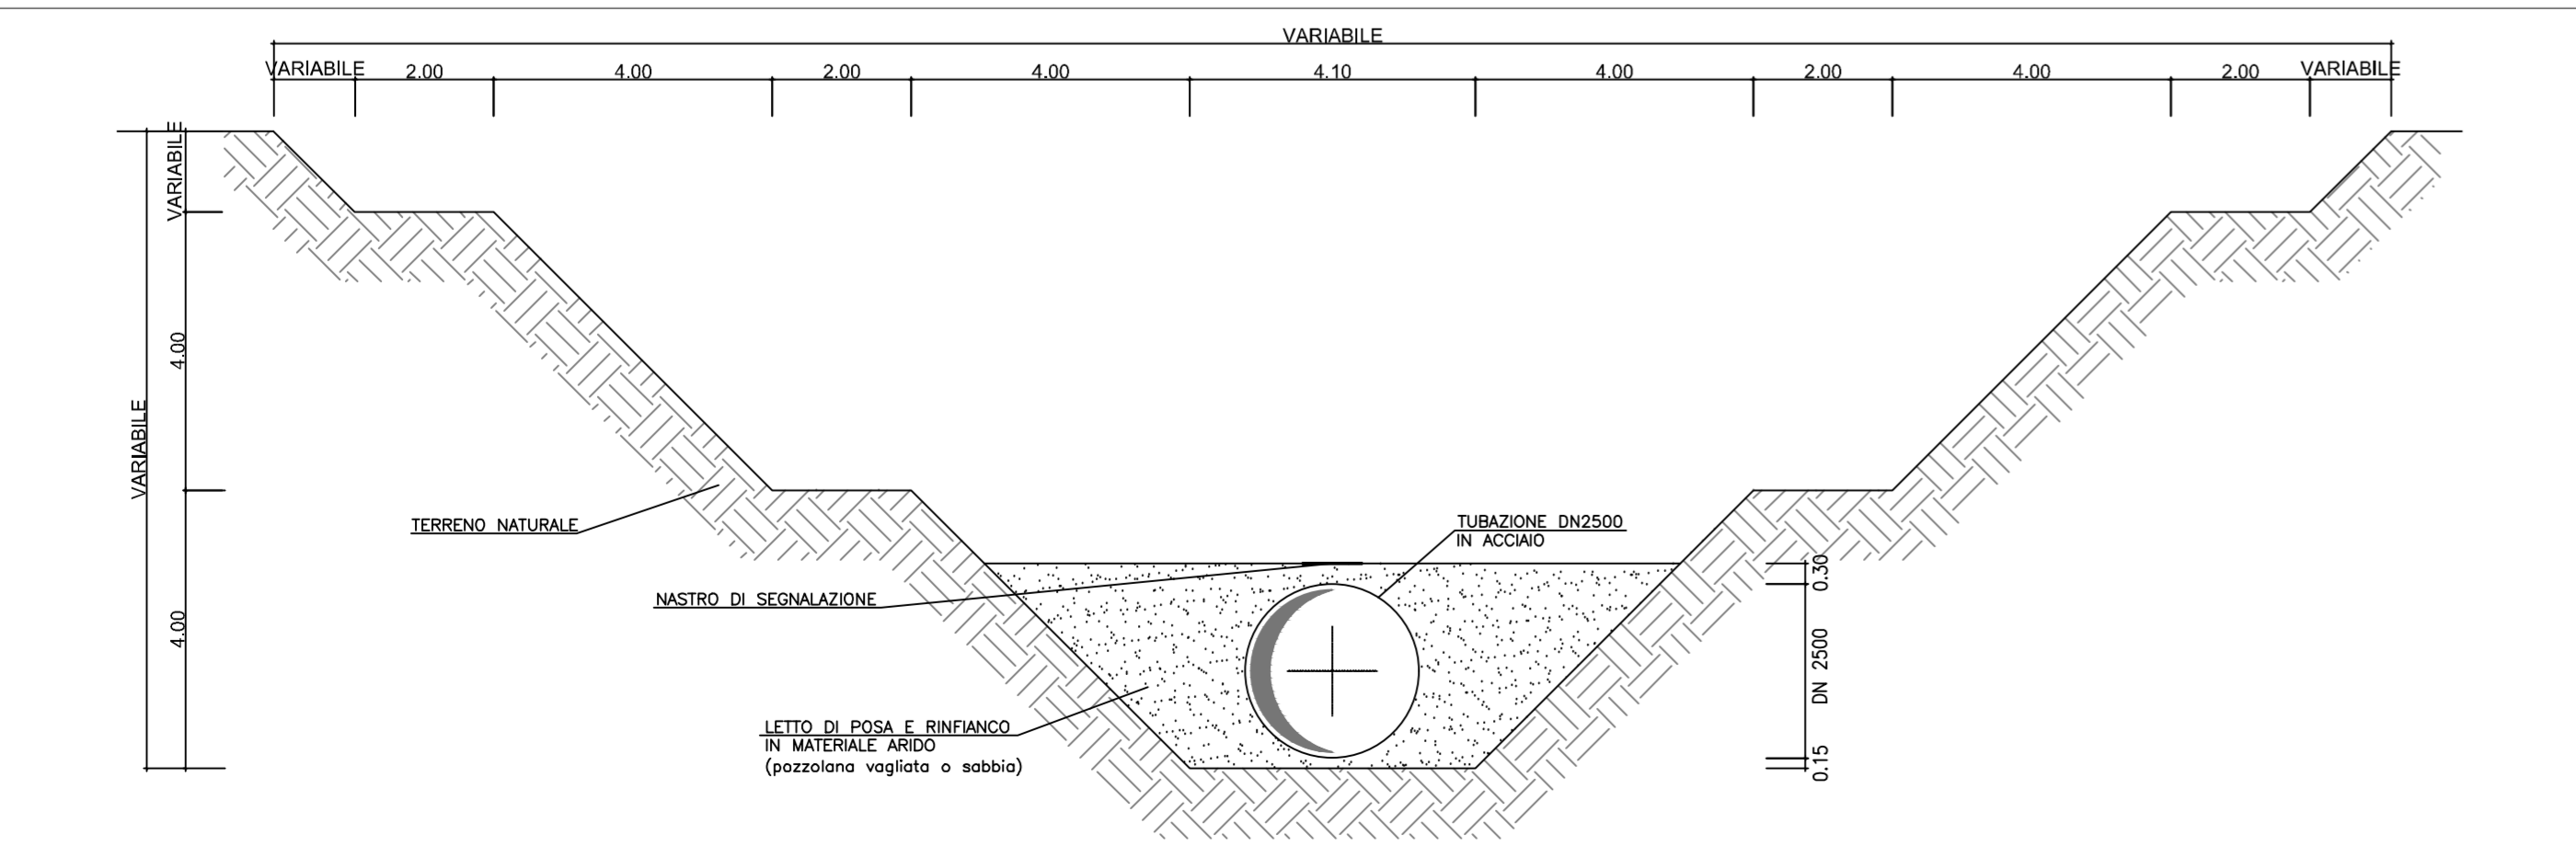 VARIABILE
VARIABILE 2.00 4.00 2.00 4.00 4.10 4.00 2.00 4.00 2.00 VARIABILE
VARIABILE
4.00
VARIABILE
4.00
TERRENO NATURALE
NASTRO DI SEGNALAZIONE
LETTO DI POSA E RINFIANCO
IN MATERIALE ARIDO
(pozzolana vagliata o sabbia)
TUBAZIONE DN2500
IN ACCIAIO
0.30
DN 2500
0.15